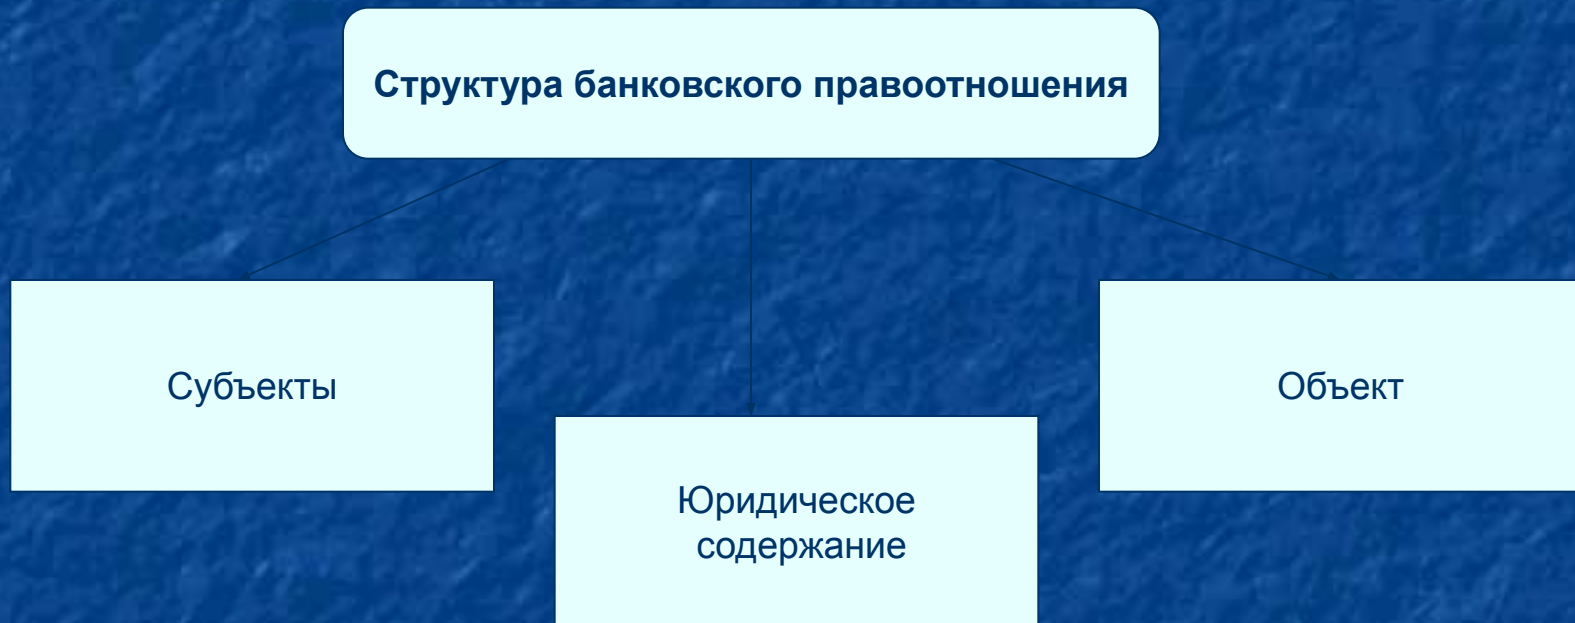 Структура банковского правоотношения
Субъекты
Объект
Юридическое
содержание